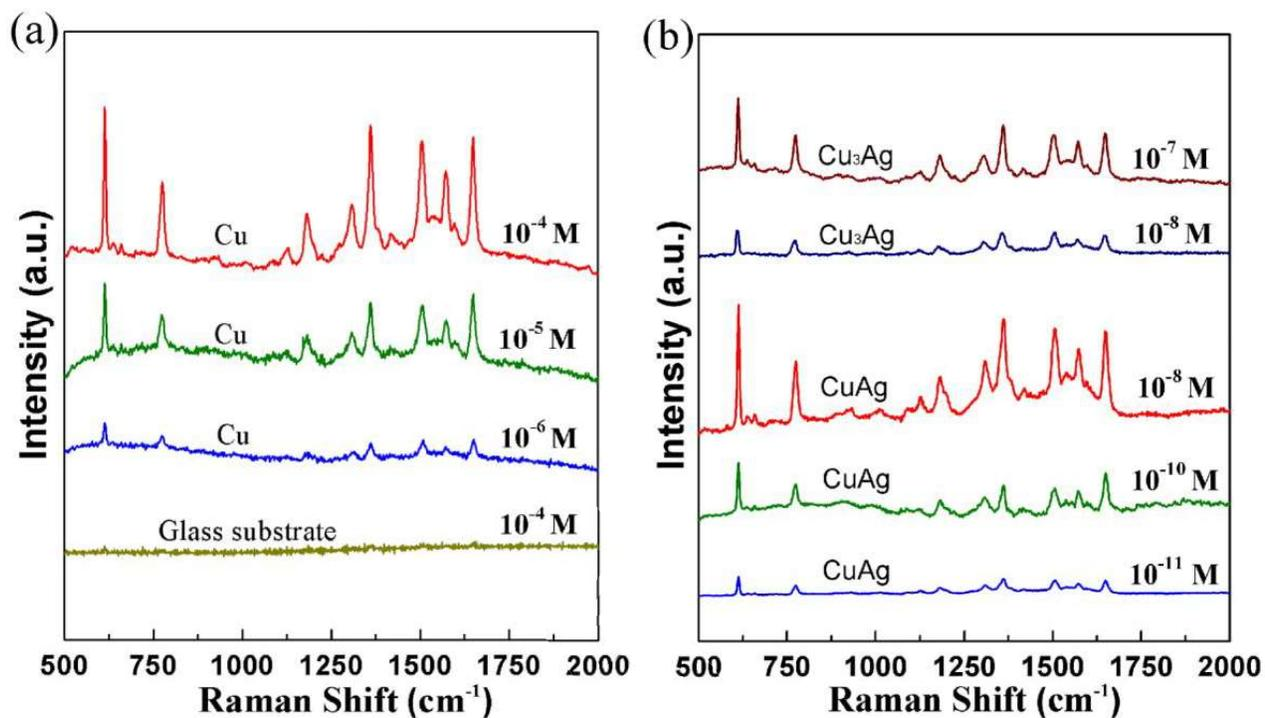 (a)
Intensity (a.u.)
Cu
10⁻⁴ M
Cu
10⁻⁵ M
Cu
10⁻⁶ M
Glass substrate
10⁻⁴ M
500 750 1000 1250 1500 1750 2000
Raman Shift (cm⁻¹)
(b)
Intensity (a.u.)
Cu₃Ag
10⁻⁷ M
Cu₃Ag
10⁻⁸ M
CuAg
10⁻⁸ M
CuAg
10⁻¹⁰ M
CuAg
10⁻¹¹ M
500 750 1000 1250 1500 1750 2000
Raman Shift (cm⁻¹)